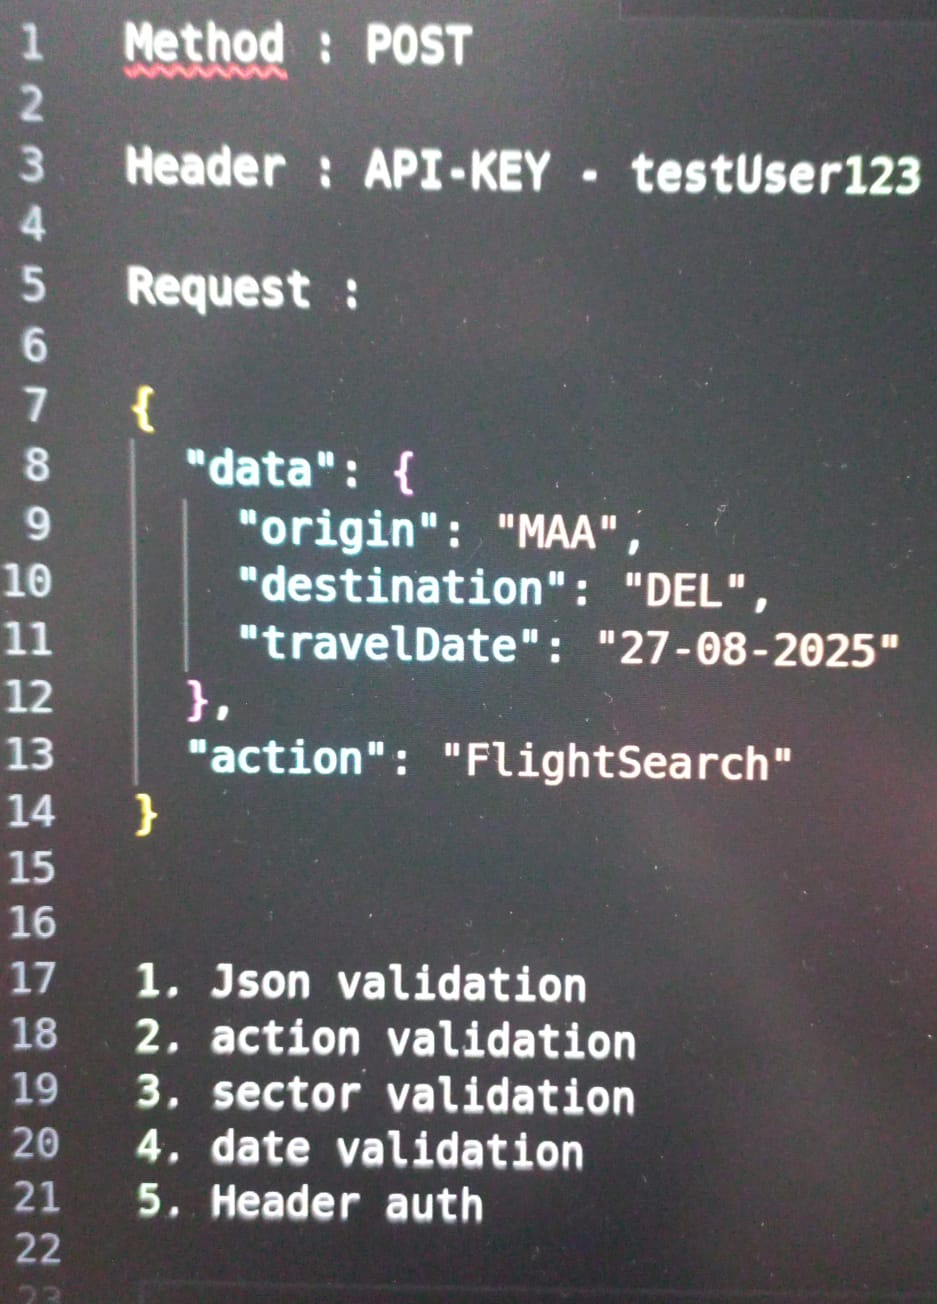 1 Method : POST
2
3 Header : API-KEY - testUser123
4
5 Request :
6
7 {
8 "data": {
9 "origin": "MAA",
10 "destination": "DEL",
11 "travelDate": "27-08-2025"
12 },
13 "action": "FlightSearch"
14 }
15
16
17 1. Json validation
18 2. action validation
19 3. sector validation
20 4. date validation
21 5. Header auth
22
23